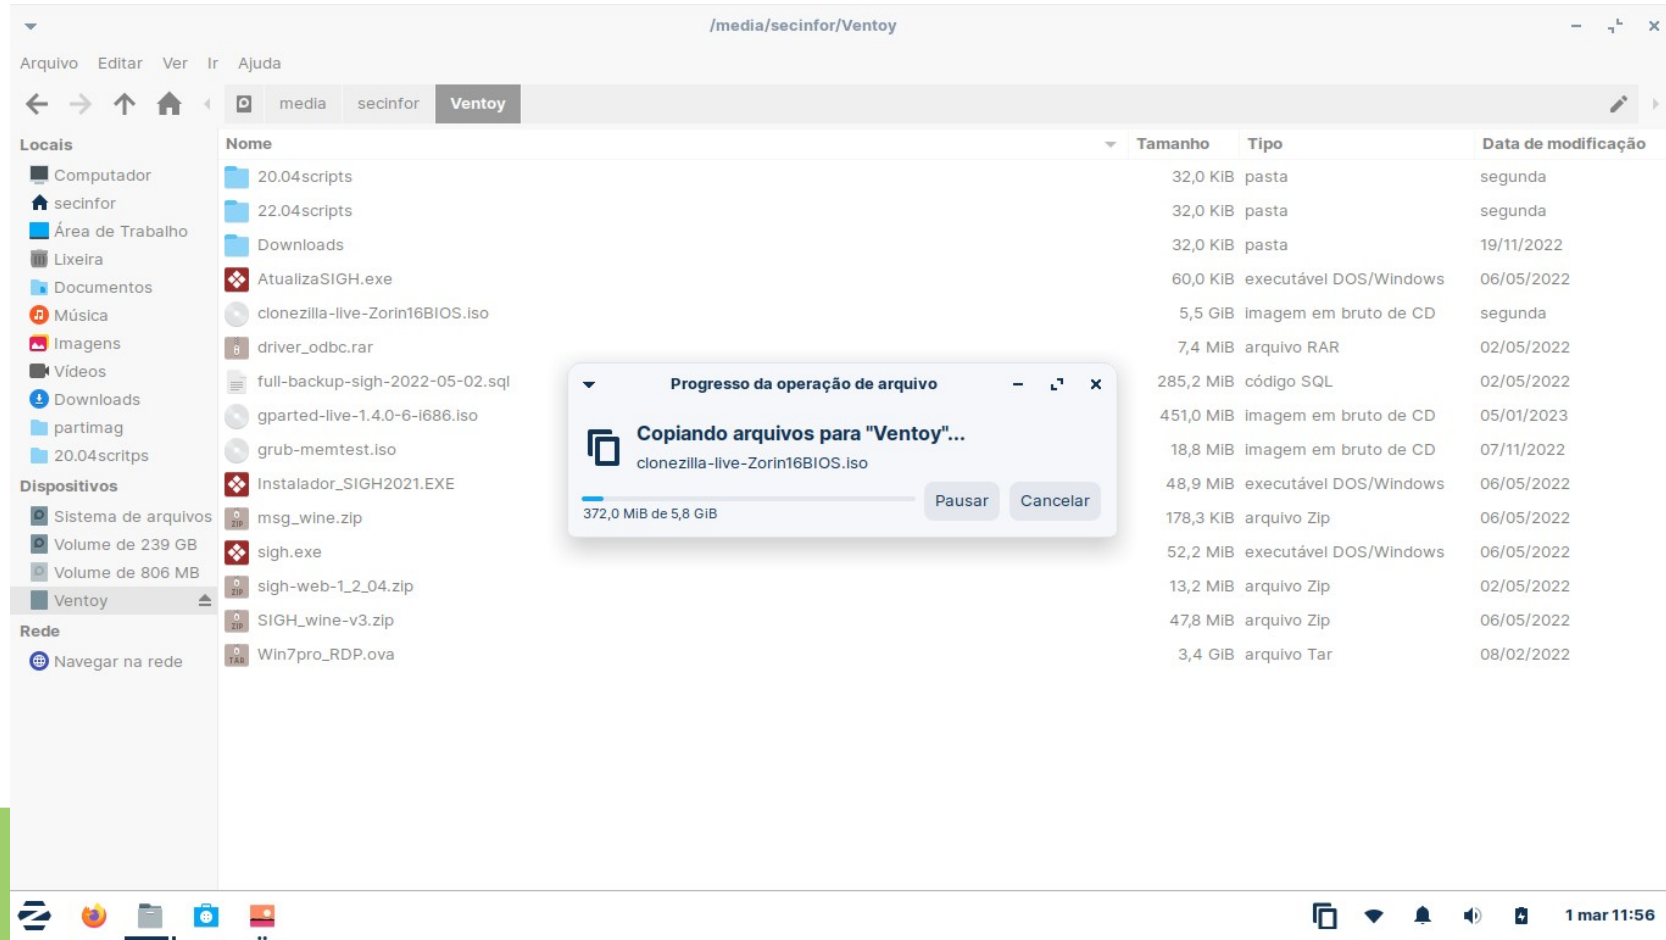 /media/secinfor/Ventoy
Arquivo Editar Ver Ir Ajuda
media secinfor Ventoy
Locais
Computador
secinfor
Área de Trabalho
Lixeira
Documentos
Música
Imagens
Vídeos
Downloads
partimag
20.04scritps
Dispositivos
Sistema de arquivos
Volume de 239 GB
Volume de 806 MB
Ventoy
Rede
Navegar na rede
Nome Tamanho Tipo Data de modificação
20.04scripts 32,0 KiB pasta segunda
22.04scripts 32,0 KiB pasta segunda
Downloads 32,0 KiB pasta 19/11/2022
AtualizaSIGH.exe 60,0 KiB executável DOS/Windows 06/05/2022
clonezilla-live-Zorin16BIOS.iso 5,5 GiB imagem em bruto de CD segunda
driver_odbc.rar 7,4 MiB arquivo RAR 02/05/2022
full-backup-sigh-2022-05-02.sql 285,2 MiB código SQL 02/05/2022
gparted-live-1.4.0-6-i686.iso 451,0 MiB imagem em bruto de CD 05/01/2023
grub-memtest.iso 18,8 MiB imagem em bruto de CD 07/11/2022
Instalador_SIGH2021.EXE 48,9 MiB executável DOS/Windows 06/05/2022
ZIP msg_wine.zip 178,3 KiB arquivo Zip 06/05/2022
sigh.exe 52,2 MiB executável DOS/Windows 06/05/2022
ZIP sigh-web-1_2_04.zip 13,2 MiB arquivo Zip 02/05/2022
ZIP SIGH_wine-v3.zip 47,8 MiB arquivo Zip 06/05/2022
TAR Win7pro_RDP.ova 3,4 GiB arquivo Tar 08/02/2022
Progresso da operação de arquivo
Copiando arquivos para "Ventoy"...
clonezilla-live-Zorin16BIOS.iso
372,0 MiB de 5,8 GiB
Pausar Cancelar
1 mar 11:56